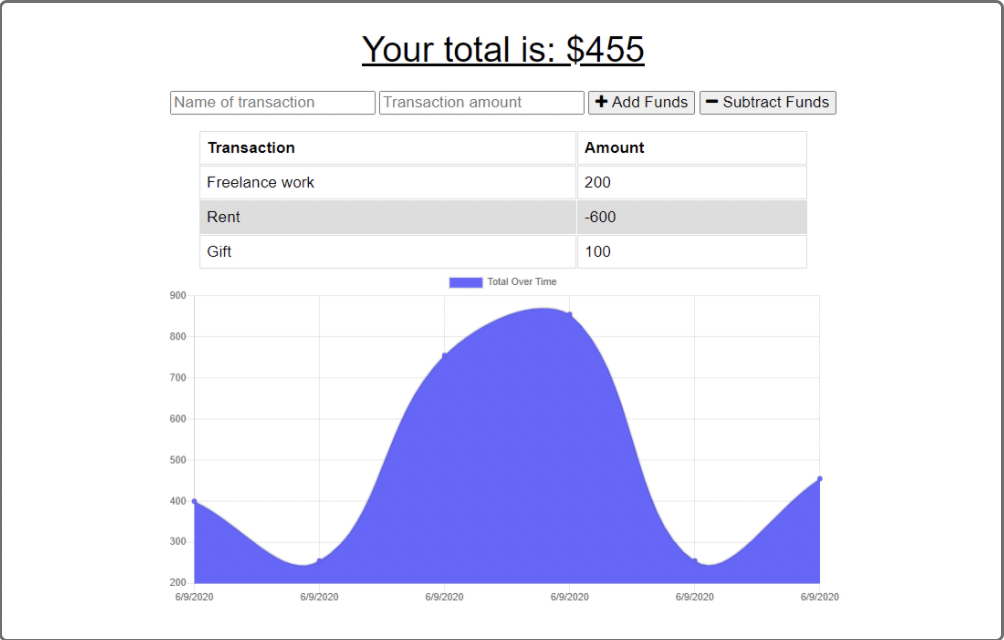 Your total is: $455
Name of transaction Transaction amount Add Funds Subtract Funds
Transaction Amount
Freelance work 200
Rent -600
Gift 100
Total Over Time
900
800
700
600
500
400
300
200
6/9/2020 6/9/2020 6/9/2020 6/9/2020 6/9/2020 6/9/2020